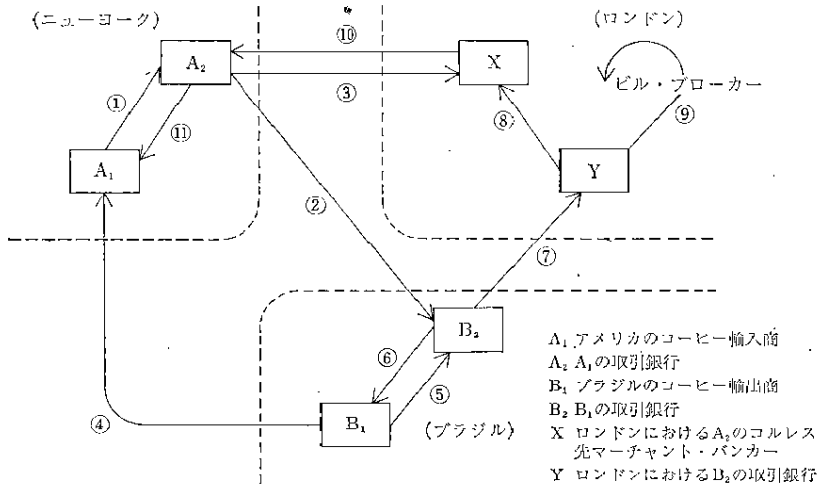 (ニューヨーク)
(ロンドン)
A₂
X
ビル・ブローカー
⑩
③
①
⑪
⑧
⑨
A₁
Y
②
⑦
B₂
⑥
⑤
④
B₁
(ブラジル)
A₁ アメリカのコーヒー輸入商
A₂ A₁の取引銀行
B₁ ブラジルのコーヒー輸出商
B₂ B₁の取引銀行
X ロンドンにおけるA₂のコルレス
先マーチャント・バンカー
Y ロンドンにおけるB₂の取引銀行